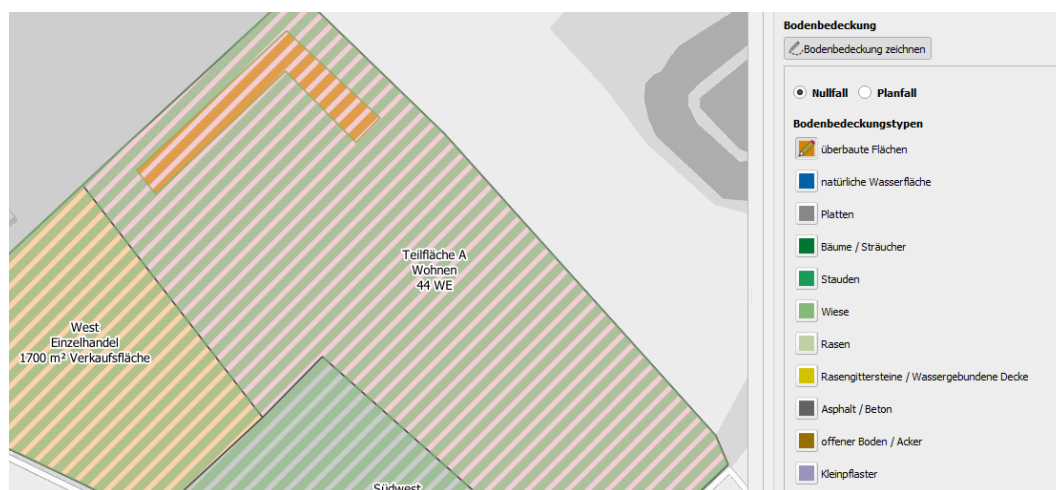 Teilfläche A
Wohnen
44 WE
West
Einzelhandel
1700 m² Verkaufsfläche
Südwest
Bodenbedeckung
Bodenbedeckung zeichnen
Nullfall
Planfall
Bodenbedeckungstypen
überbaute Flächen
natürliche Wasserfläche
Platten
Bäume / Sträucher
Stauden
Wiese
Rasen
Rasengittersteine / Wassergebundene Decke
Asphalt / Beton
offener Boden / Acker
Kleinpflaster